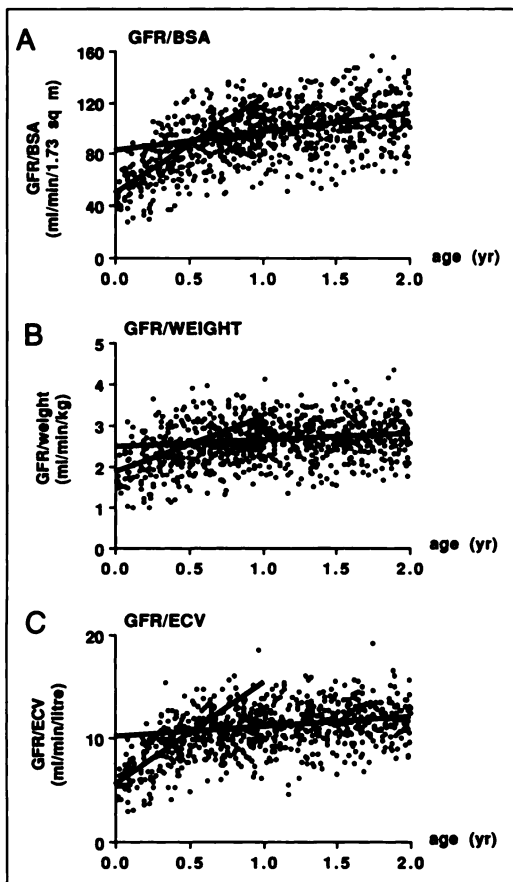 A
GFR/BSA
160
120
80
40
0
GFR/BSA
(ml/min/1.73 sq m)
age (yr)
0.0 0.5 1.0 1.5 2.0
B
GFR/WEIGHT
5
4
3
2
1
0
GFR/weight
(ml/min/kg)
age (yr)
0.0 0.5 1.0 1.5 2.0
C
GFR/ECV
20
10
0
GFR/ECV
(ml/min/litre)
age (yr)
0.0 0.5 1.0 1.5 2.0